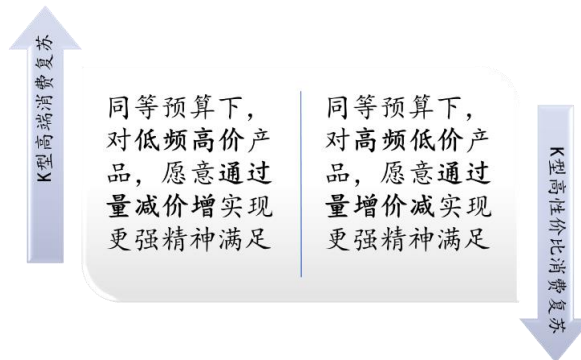 K型高端消费复苏
同等预算下，
对低频高价产
品，愿意通过
量减价增实现
更强精神满足
同等预算下，
对高频低价产
品，愿意通过
量增价减实现
更强精神满足
K型高性价比消费复苏